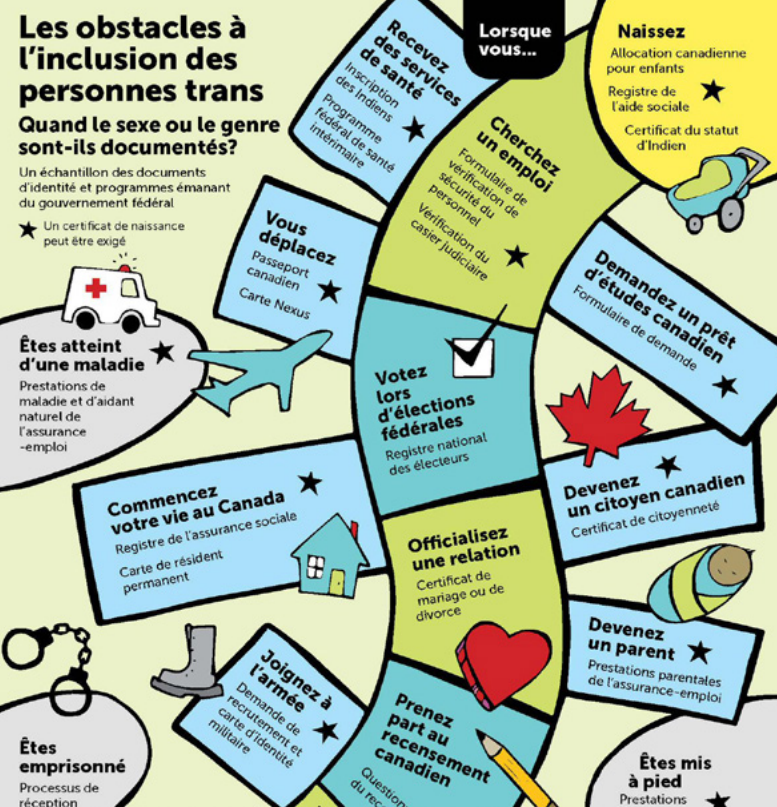 Les obstacles à
l'inclusion des
personnes trans
Quand le sexe ou le genre
sont-ils documentés?
Un échantillon des documents
d'identité et programmes émanant
du gouvernement fédéral
Un certificat de naissance
peut être exigé
Lorsque
vous...
Naissez
Allocation canadienne
pour enfants
Registre de
l'aide sociale
Certificat du statut
d'Indien
Recevez
des services
de santé
Inscription
des Indiens
Programme
fédéral de santé
intérimaire
Cherchez
un emploi
Formulaire de
vérification de
sécurité du
personnel
Vérification du
casier judiciaire
Vous
déplacez
Passeport
canadien
Carte Nexus
Demandez un prêt
d'études canadien
Formulaire de demande
Êtes atteint
d'une maladie
Prestations de
maladie et d'aidant
naturel de
l'assurance
-emploi
Votez
lors
d'élections
fédérales
Registre national
des électeurs
Devenez
un citoyen canadien
Certificat de citoyenneté
Commencez
votre vie au Canada
Registre de l'assurance sociale
Carte de résident
permanent
Officialisez
une relation
Certificat de
mariage ou de
divorce
Devenez
un parent
Prestations parentales
de l'assurance-emploi
Joignez à
l'armée
Demande de
recrutement et
carte d'identité
militaire
Prenez
part au
recensement
canadien
Êtes
emprisonné
Processus de
réception
Êtes mis
à pied
Prestations